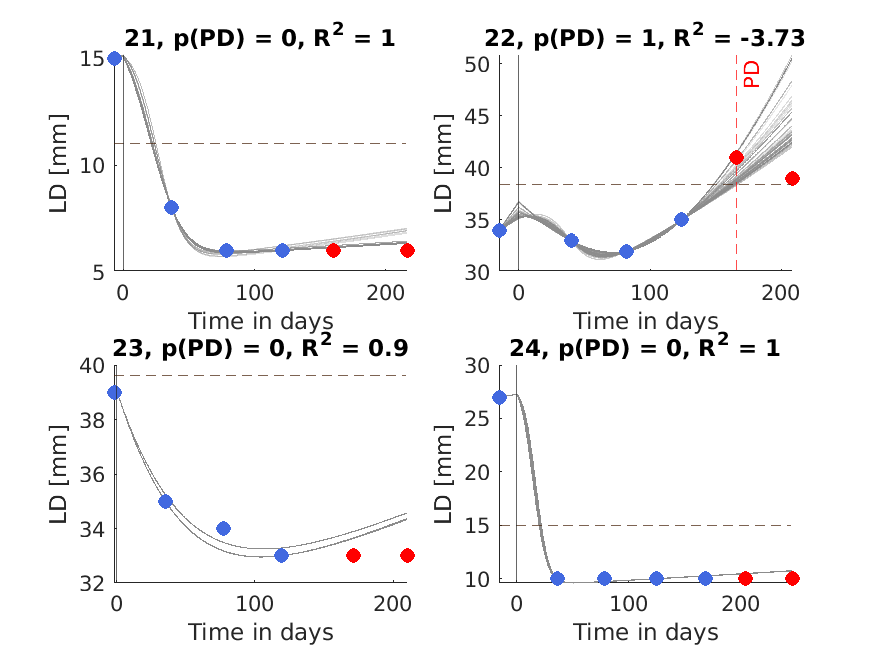 21, p(PD) = 0, R² = 1
15
10
5
LD [mm]
0
100
200
Time in days
22, p(PD) = 1, R² = -3.73
PD
50
45
40
35
30
LD [mm]
0
100
200
Time in days
23, p(PD) = 0, R² = 0.9
40
38
36
34
32
LD [mm]
0
100
200
Time in days
24, p(PD) = 0, R² = 1
30
25
20
15
10
LD [mm]
0
100
200
Time in days